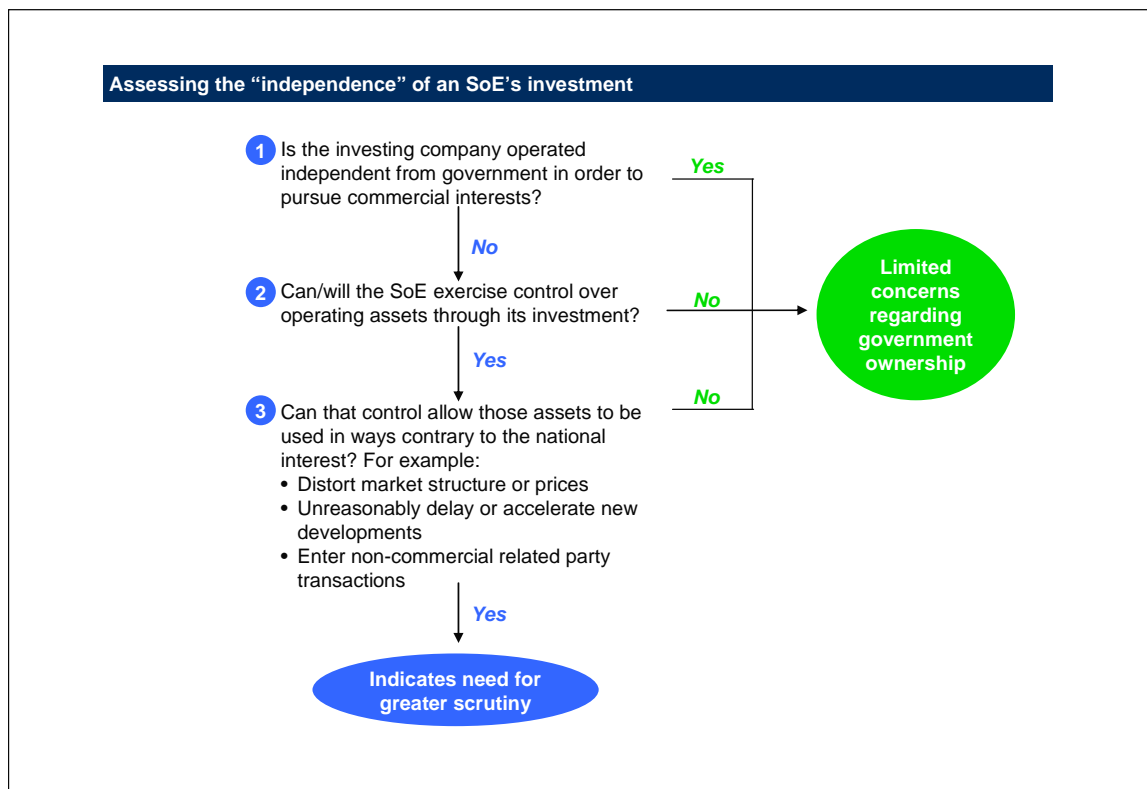 Assessing the “independence” of an SoE’s investment
1 Is the investing company operated
independent from government in order to
pursue commercial interests?
Yes
No
2 Can/will the SoE exercise control over
operating assets through its investment?
No
Yes
Limited
concerns
regarding
government
ownership
3 Can that control allow those assets to be
used in ways contrary to the national
interest? For example:
• Distort market structure or prices
• Unreasonably delay or accelerate new
developments
• Enter non-commercial related party
transactions
No
Yes
Indicates need for
greater scrutiny